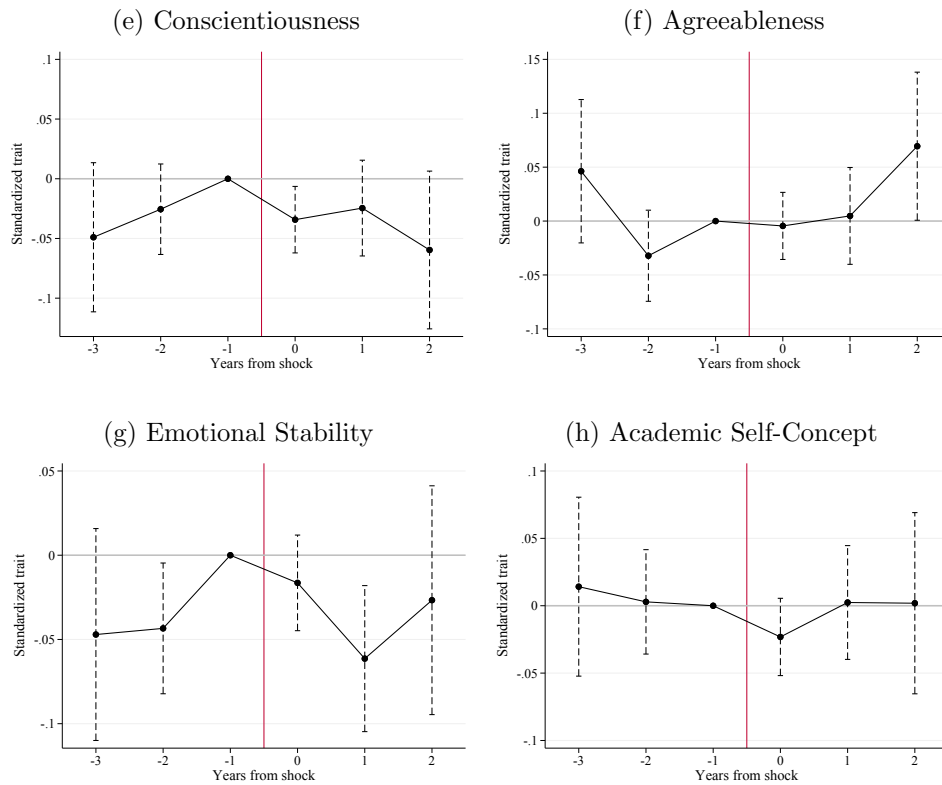 (e) Conscientiousness
.1
.05
0
-.05
-.1
Standardized trait
-3 -2 -1 0 1 2
Years from shock
(f) Agreeableness
.15
.1
.05
0
-.05
-.1
Standardized trait
-3 -2 -1 0 1 2
Years from shock
(g) Emotional Stability
.05
0
-.05
-.1
Standardized trait
-3 -2 -1 0 1 2
Years from shock
(h) Academic Self-Concept
.1
.05
0
-.05
-.1
Standardized trait
-3 -2 -1 0 1 2
Years from shock